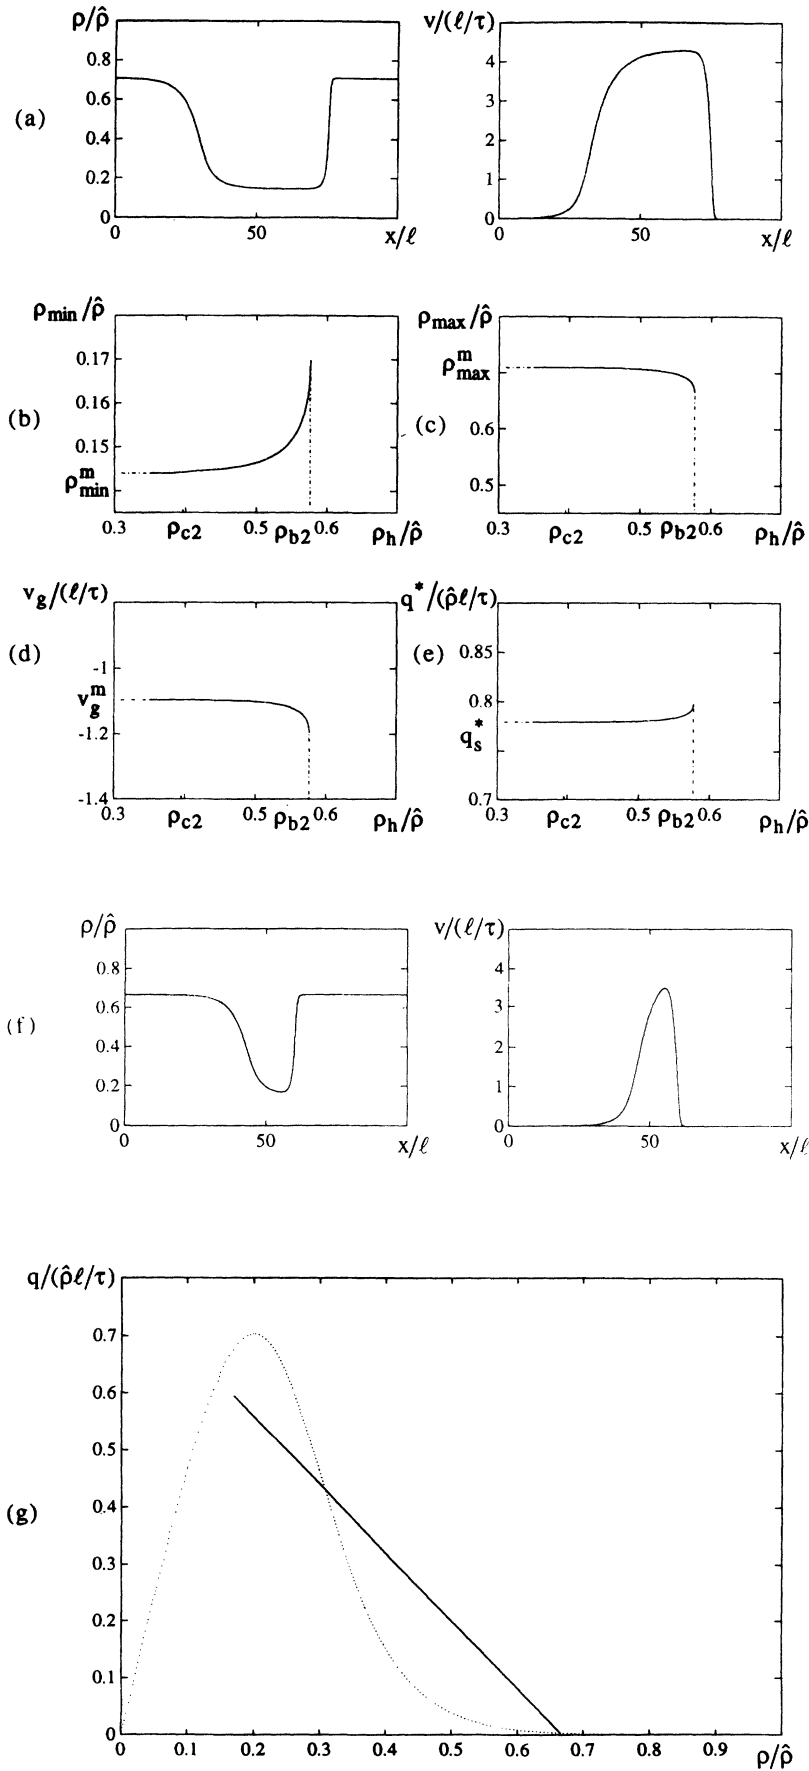 ρ/ρ̂
0.8
0.6
0.4
0.2
0
0
50
x/ℓ
(a)
v/(ℓ/τ)
4
3
2
1
0
0
50
x/ℓ
ρmin/ρ̂
0.17
0.16
0.15
ρ^m_min
0.3
ρc2
0.5
ρb2
0.6
ρh/ρ̂
(b)
ρmax/ρ̂
ρ^m_max
0.6
0.5
0.3
ρc2
0.5
ρb2
0.6
ρh/ρ̂
(c)
vg/(ℓ/τ)
-1
v^m_g
-1.2
-1.4
0.3
ρc2
0.5
ρb2
0.6
ρh/ρ̂
(d)
q*/(ρ̂ℓ/τ)
0.85
0.8
q*_s
0.7
0.3
ρc2
0.5
ρb2
0.6
ρh/ρ̂
(e)
ρ/ρ̂
0.8
0.6
0.4
0.2
0
0
50
x/ℓ
(f)
v/(ℓ/τ)
4
3
2
1
0
0
50
x/ℓ
q/(ρ̂ℓ/τ)
0.7
0.6
0.5
0.4
0.3
0.2
0.1
0
(g)
0 0.1 0.2 0.3 0.4 0.5 0.6 0.7 0.8 0.9 ρ/ρ̂